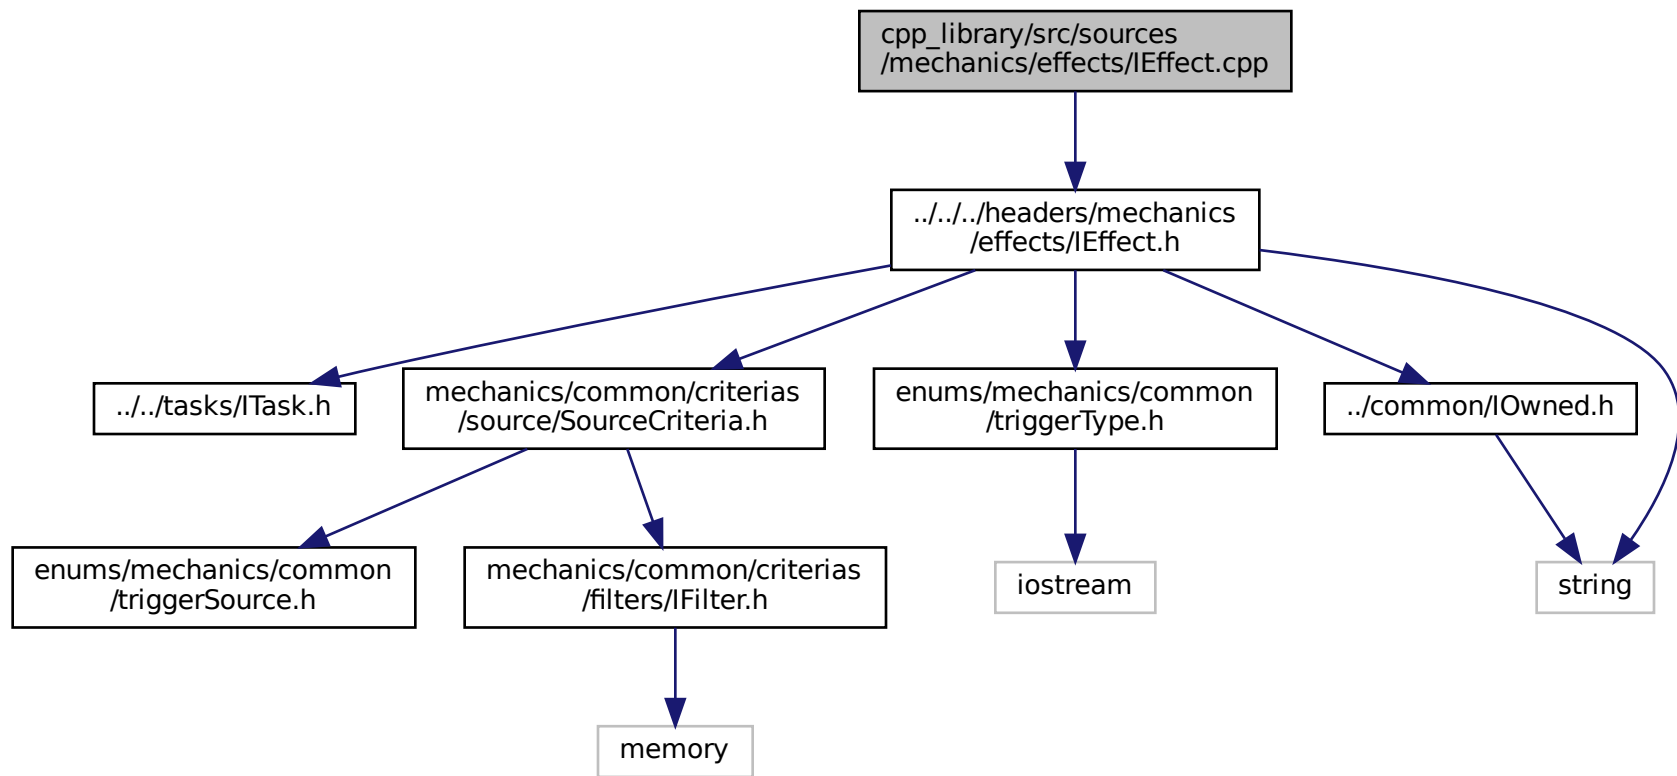 cpp_library/src/sources
/mechanics/effects/IEffect.cpp
../../../headers/mechanics
/effects/IEffect.h
../../tasks/ITask.h
mechanics/common/criterias
/source/SourceCriteria.h
enums/mechanics/common
/triggerType.h
../common/IOwned.h
enums/mechanics/common
/triggerSource.h
mechanics/common/criterias
/filters/IFilter.h
iostream
string
memory